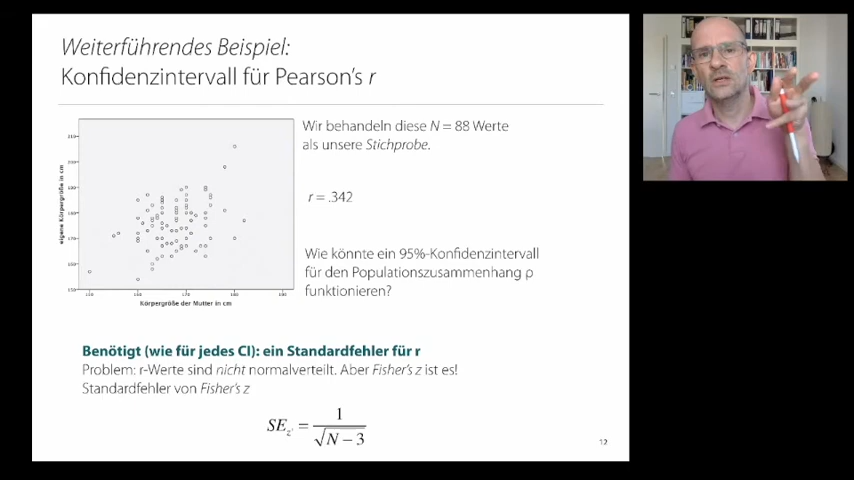 Weiterführendes Beispiel:
Konfidenzintervall für Pearson's r
Wir behandeln diese N = 88 Werte
als unsere Stichprobe.
r = .342
Wie könnte ein 95%-Konfidenzintervall
für den Populationszusammenhang ρ
funktionieren?
eigene Körpergröße in cm
Körpergröße der Mutter in cm
Benötigt (wie für jedes CI): ein Standardfehler für r
Problem: r-Werte sind nicht normalverteilt. Aber Fisher's z ist es!
Standardfehler von Fisher's z
SE_z' = 1 / √(N − 3)
12